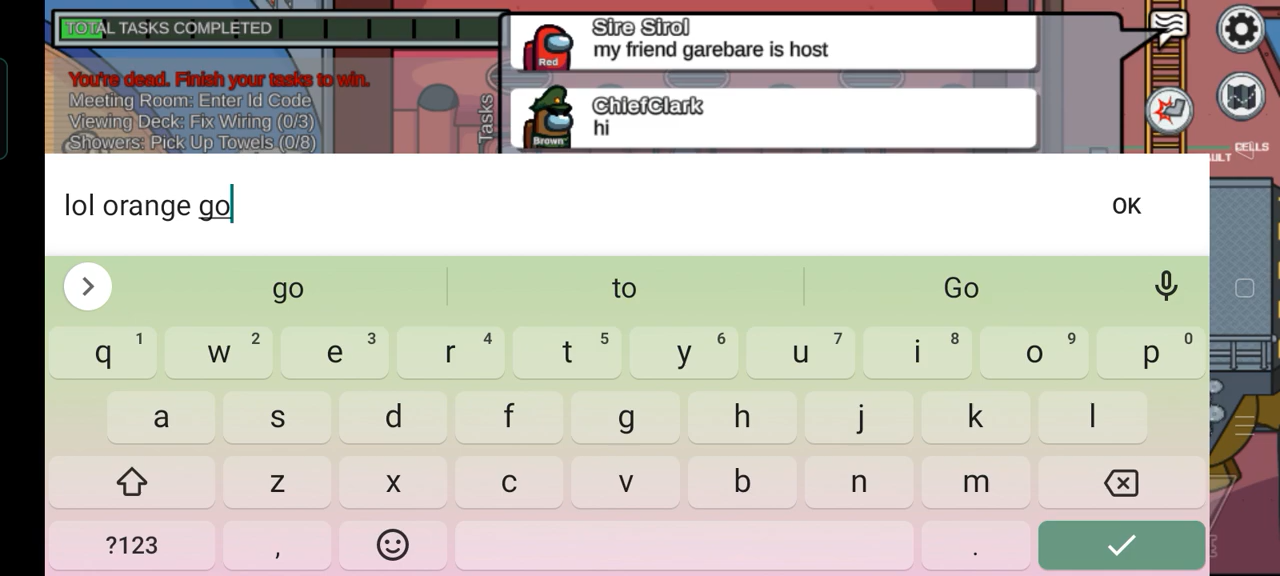 TOTAL TASKS COMPLETED
You're dead. Finish your tasks to win.
Meeting Room: Enter Id Code
Viewing Deck: Fix Wiring (0/3)
Showers: Pick Up Towels (0/8)
Tasks
Sire Sirol
my friend garebare is host
Red
ChiefClark
hi
Brown
CELLS
lol orange go
OK
go to Go
q 1 w 2 e 3 r 4 t 5 y 6 u 7 i 8 o 9 p 0
a s d f g h j k l
z x c v b n m
?123 , .